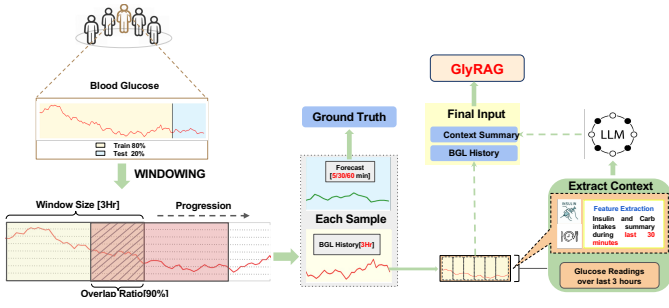 Blood Glucose
Train 80%
Test 20%
WINDOWING
Window Size [3Hr]
Progression
Overlap Ratio[90%]
Ground Truth
Forecast
[5/30/60 min]
Each Sample
BGL History[3Hr]
GlyRAG
Final Input
Context Summary
BGL History
LLM
Extract Context
Feature Extraction
Insulin and Carb
intakes summary
during last 30
minutes
Glucose Readings
over last 3 hours